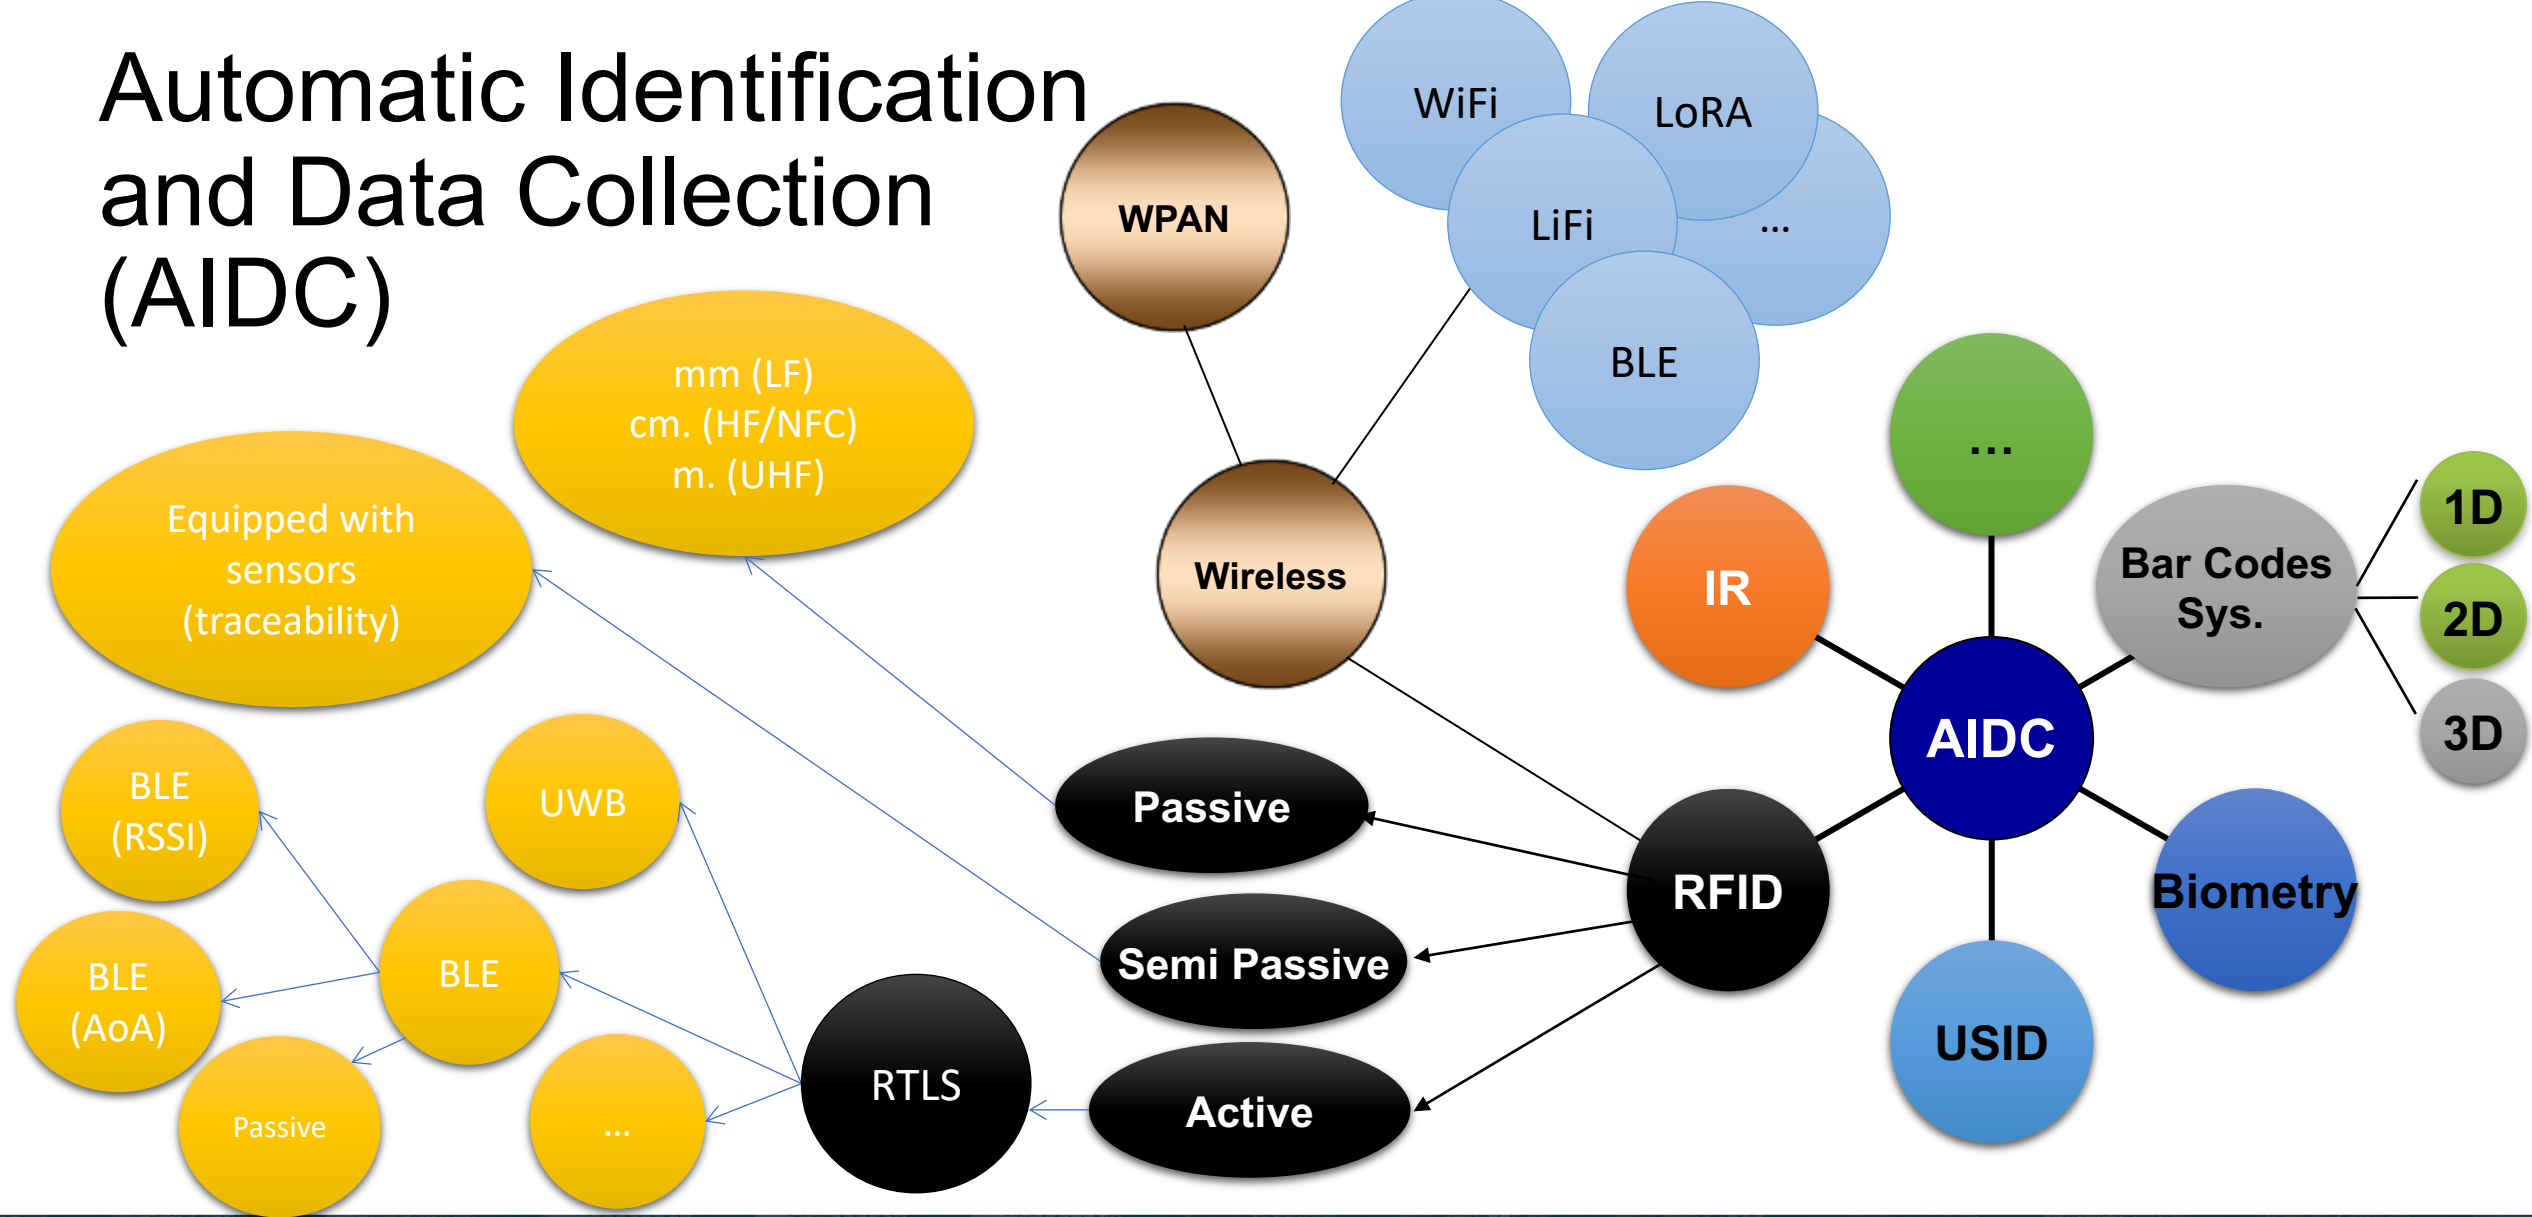 Automatic Identification
and Data Collection
(AIDC)
WPAN
WiFi
LoRA
LiFi
...
BLE
mm (LF)
cm. (HF/NFC)
m. (UHF)
Equipped with
sensors
(traceability)
Wireless
IR
...
Bar Codes
Sys.
1D
2D
3D
AIDC
BLE
(RSSI)
UWB
Passive
RFID
Biometry
BLE
(AoA)
BLE
Semi Passive
USID
Passive
...
RTLS
Active